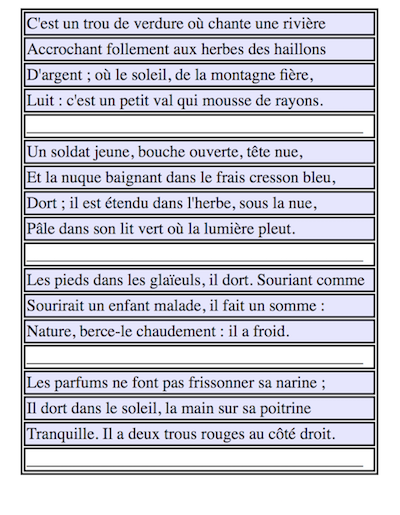 C'est un trou de verdure où chante une rivière
Accrochant follement aux herbes des haillons
D'argent ; où le soleil, de la montagne fière,
Luit : c'est un petit val qui mousse de rayons.
Un soldat jeune, bouche ouverte, tête nue,
Et la nuque baignant dans le frais cresson bleu,
Dort ; il est étendu dans l'herbe, sous la nue,
Pâle dans son lit vert où la lumière pleut.
Les pieds dans les glaïeuls, il dort. Souriant comme
Sourirait un enfant malade, il fait un somme :
Nature, berce-le chaudement : il a froid.
Les parfums ne font pas frissonner sa narine ;
Il dort dans le soleil, la main sur sa poitrine
Tranquille. Il a deux trous rouges au côté droit.